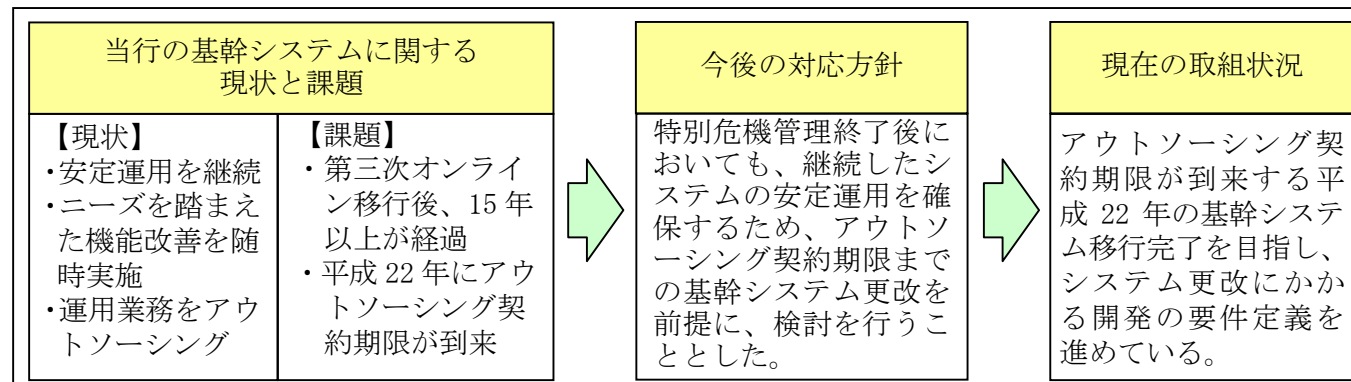 当行の基幹システムに関する
現状と課題
【現状】
・安定運用を継続
・ニーズを踏まえ
た機能改善を随
時実施
・運用業務をアウ
トソーシング
【課題】
・第三次オンライ
ン移行後、15 年
以上が経過
・平成 22 年にアウ
トソーシング契
約期限が到来
今後の対応方針
特別危機管理終了後に
おいても、継続したシ
ステムの安定運用を確
保するため、アウトソ
ーシング契約期限まで
の基幹システム更改を
前提に、検討を行うこ
ととした。
現在の取組状況
アウトソーシング契
約期限が到来する平
成 22 年の基幹システ
ム移行完了を目指し、
システム更改にかか
る開発の要件定義を
進めている。